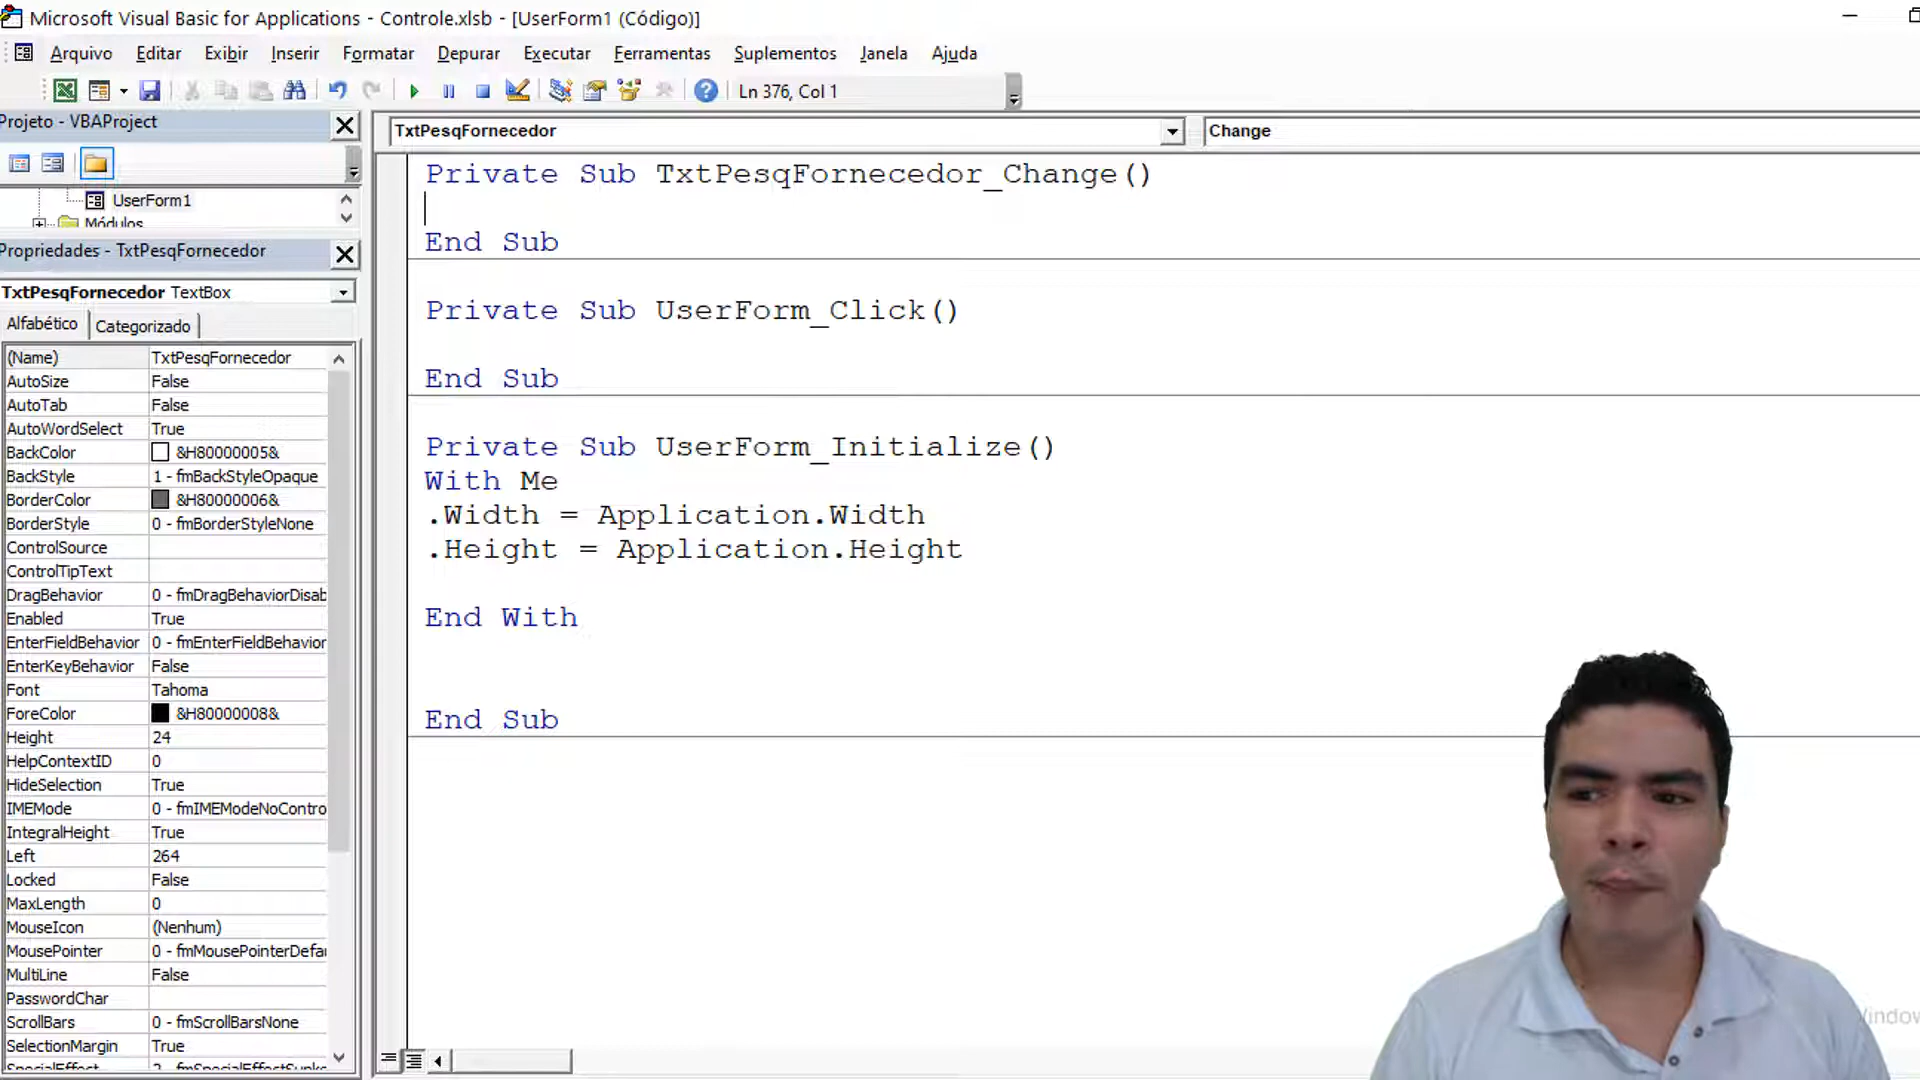 Microsoft Visual Basic for Applications - Controle.xlsb - [UserForm1 (Código)]
Arquivo Editar Exibir Inserir Formatar Depurar Executar Ferramentas Suplementos Janela Ajuda
Ln 376, Col 1
Projeto - VBAProject
UserForm1
Módulos
Propriedades - TxtPesqFornecedor
TxtPesqFornecedor TextBox
Alfabético Categorizado
(Name) TxtPesqFornecedor
AutoSize False
AutoTab False
AutoWordSelect True
BackColor &H80000005&
BackStyle 1 - fmBackStyleOpaque
BorderColor &H80000006&
BorderStyle 0 - fmBorderStyleNone
ControlSource
ControlTipText
DragBehavior 0 - fmDragBehaviorDisab
Enabled True
EnterFieldBehavior 0 - fmEnterFieldBehavior
EnterKeyBehavior False
Font Tahoma
ForeColor &H80000008&
Height 24
HelpContextID 0
HideSelection True
IMEMode 0 - fmIMEModeNoContro
IntegralHeight True
Left 264
Locked False
MaxLength 0
MouseIcon (Nenhum)
MousePointer 0 - fmMousePointerDefau
MultiLine False
PasswordChar
ScrollBars 0 - fmScrollBarsNone
SelectionMargin True
TxtPesqFornecedor Change
Private Sub TxtPesqFornecedor_Change()
End Sub
Private Sub UserForm_Click()
End Sub
Private Sub UserForm_Initialize()
With Me
.Width = Application.Width
.Height = Application.Height
End With
End Sub